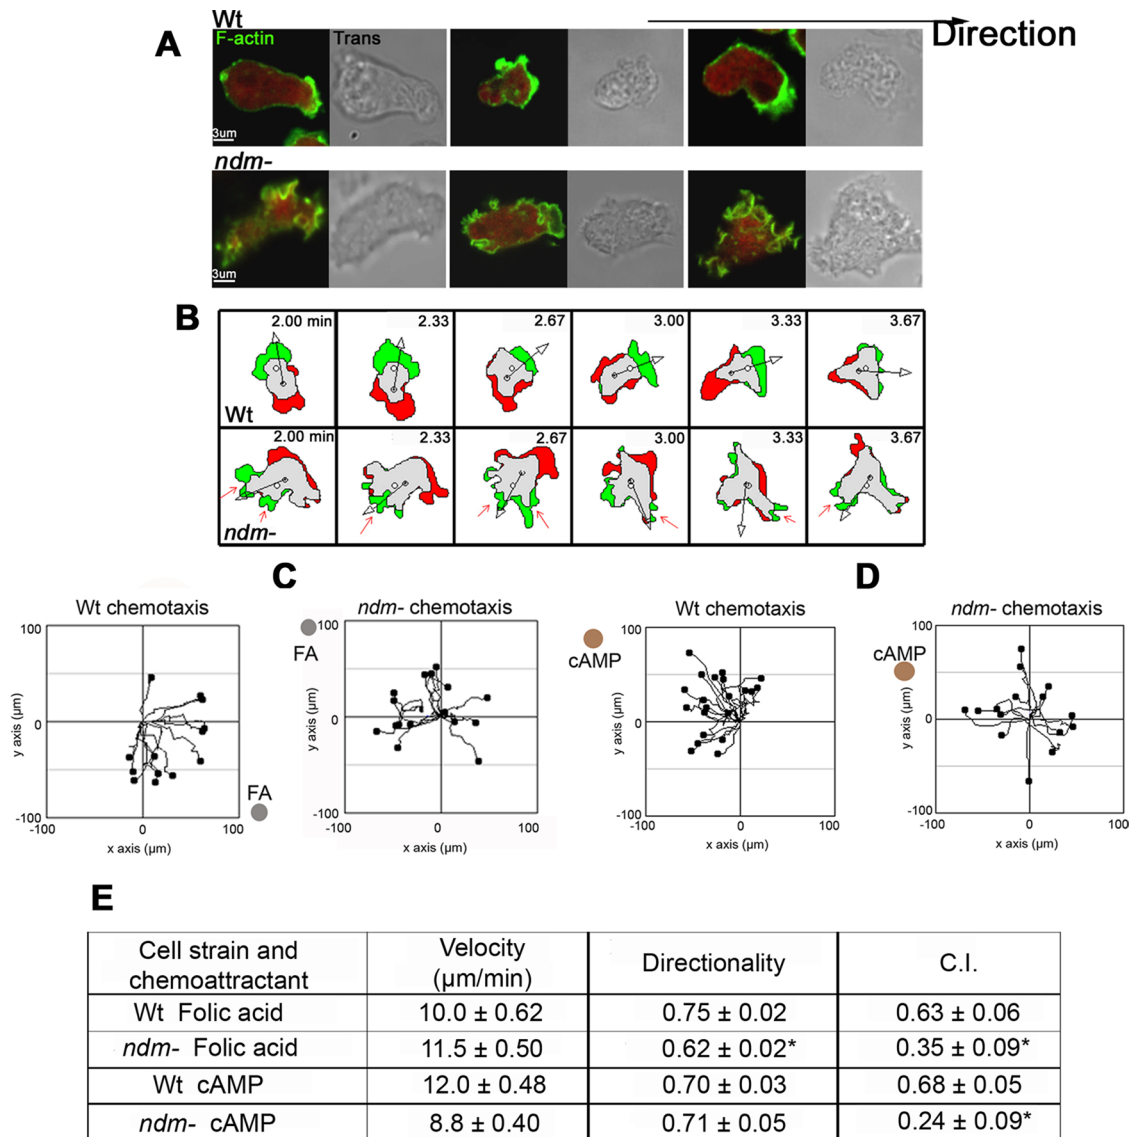 Wt
Direction
A
F-actin
Trans
3um
ndm-
3um
B
2.00 min
2.33
2.67
3.00
3.33
3.67
Wt
2.00 min
2.33
2.67
3.00
3.33
3.67
ndm-
C
D
Wt chemotaxis
100
y axis (µm)
0
-100
-100
0
100
x axis (µm)
FA
ndm- chemotaxis
FA
100
y axis (µm)
0
-100
-100
0
100
x axis (µm)
Wt chemotaxis
cAMP
100
y axis (µm)
0
-100
-100
0
100
x axis (µm)
ndm- chemotaxis
cAMP
100
y axis (µm)
0
-100
-100
0
100
x axis (µm)
E
Cell strain and chemoattractant
Velocity (µm/min)
Directionality
C.I.
Wt Folic acid 10.0 ± 0.62 0.75 ± 0.02 0.63 ± 0.06
ndm- Folic acid 11.5 ± 0.50 0.62 ± 0.02* 0.35 ± 0.09*
Wt cAMP 12.0 ± 0.48 0.70 ± 0.03 0.68 ± 0.05
ndm- cAMP 8.8 ± 0.40 0.71 ± 0.05 0.24 ± 0.09*